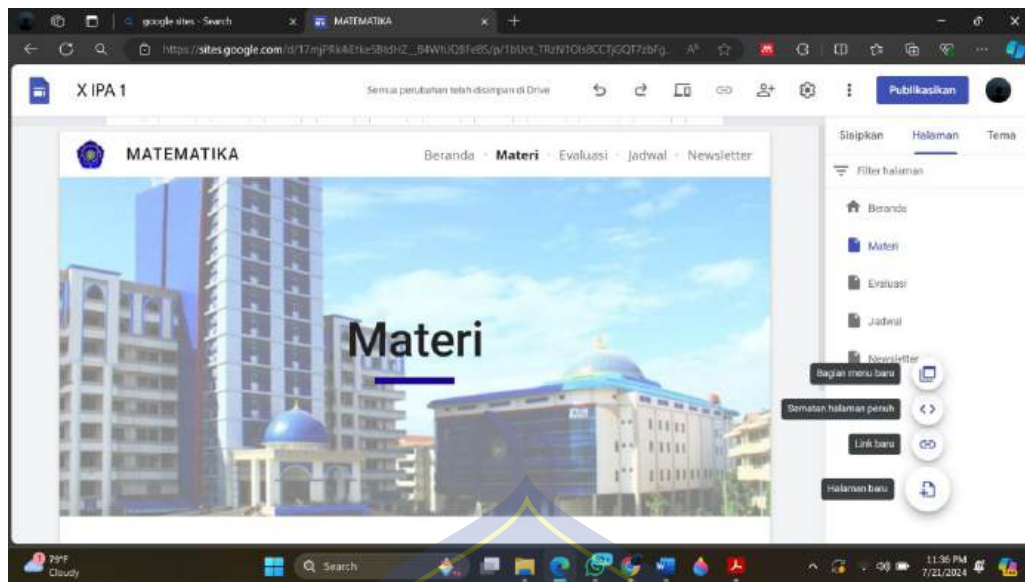 google sites - Search
MATEMATIKA
X IPA 1
Semua perubahan telah disimpan di Drive
Publikasikan
Sisipkan Halaman Tema
MATEMATIKA
Beranda Materi Evaluasi Jadwal Newsletter
Filter halaman
Beranda
Materi
Evaluasi
Jadwal
Newsletter
Materi
Bagian menu baru
Sematan halaman penuh
Link baru
Halaman baru
79°F
Cloudy
Search
11:36 PM
7/21/2024